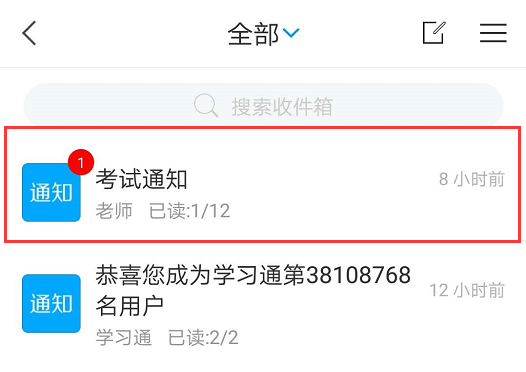 全部
搜索收件箱
1
通知
考试通知
8 小时前
老师 已读:1/12
通知
恭喜您成为学习通第38108768
名用户
12 小时前
学习通 已读:2/2